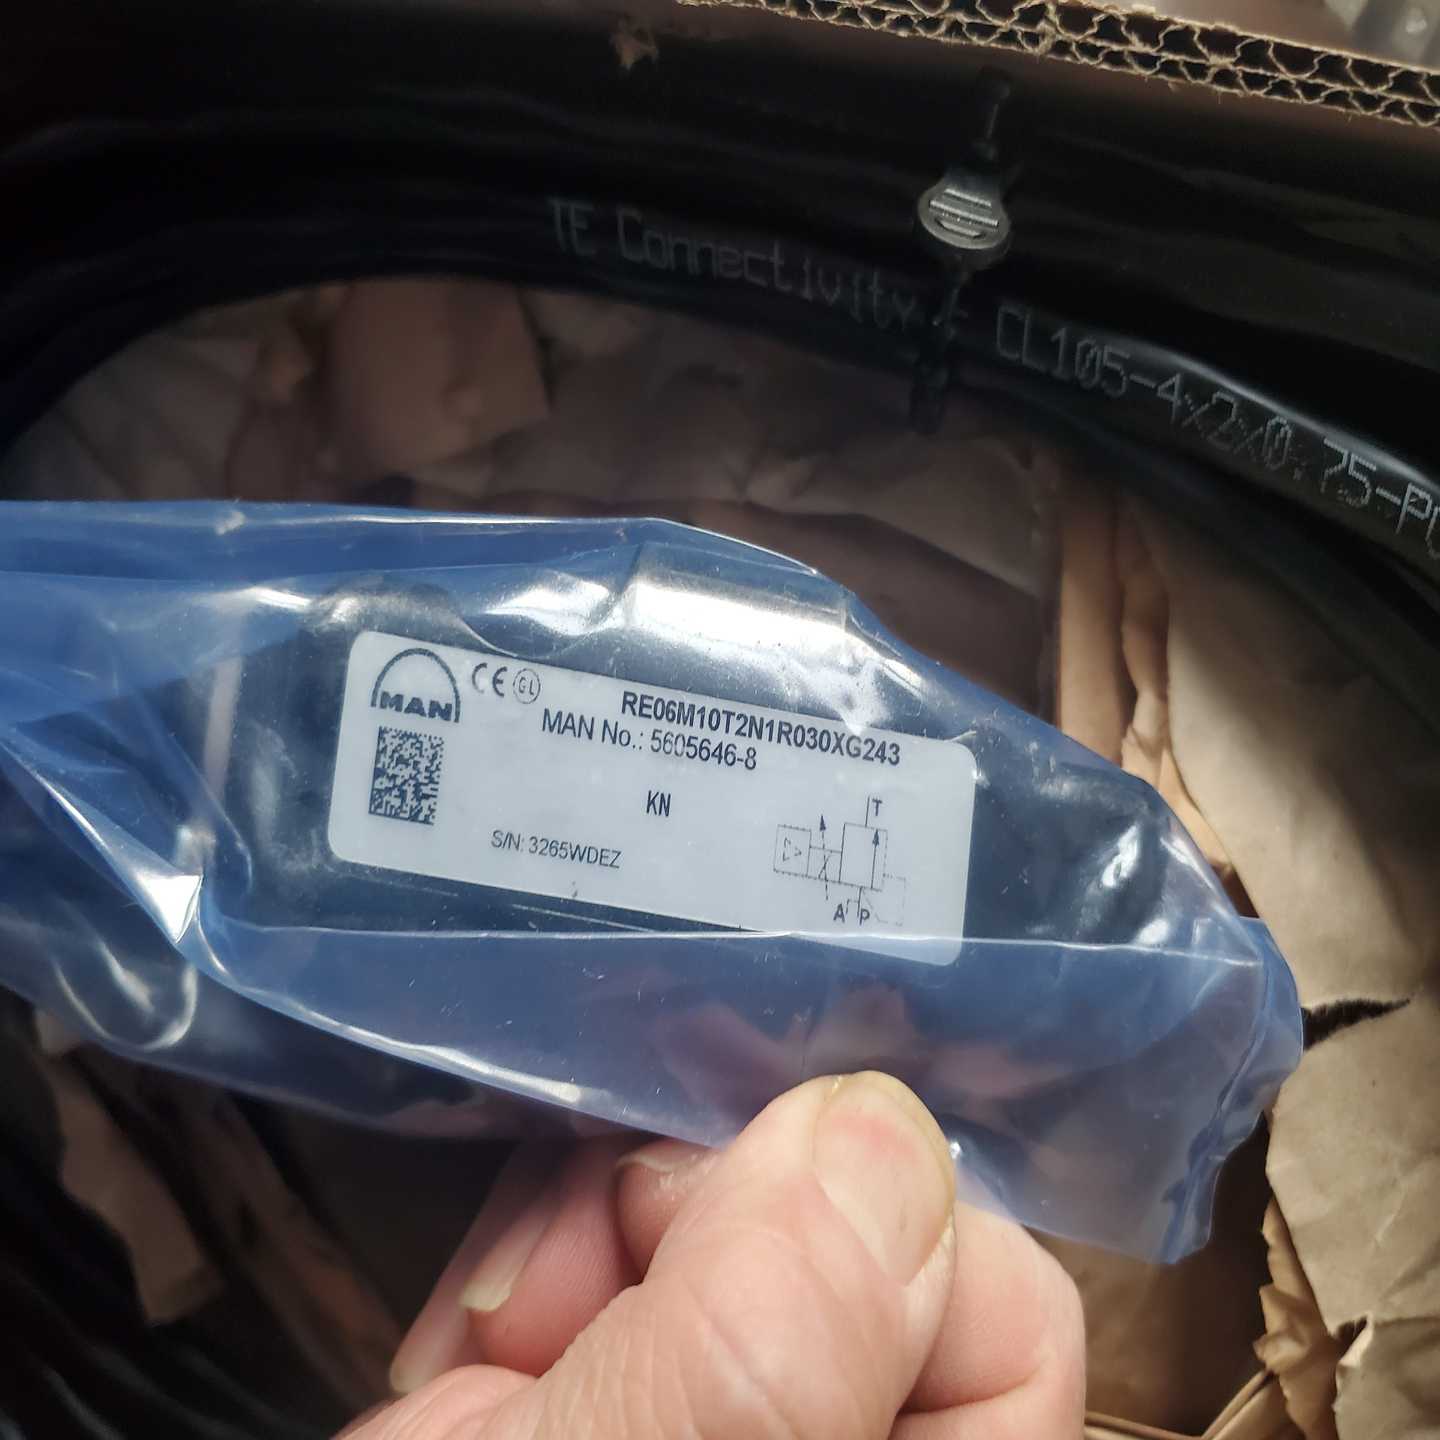 TE Connectivity
CL105-4x2x0.75-P
MAN
CE GL
RE06M10T2N1R030XG243
MAN No.: 5605646-8
KN
S/N: 3265WDEZ
T
A P